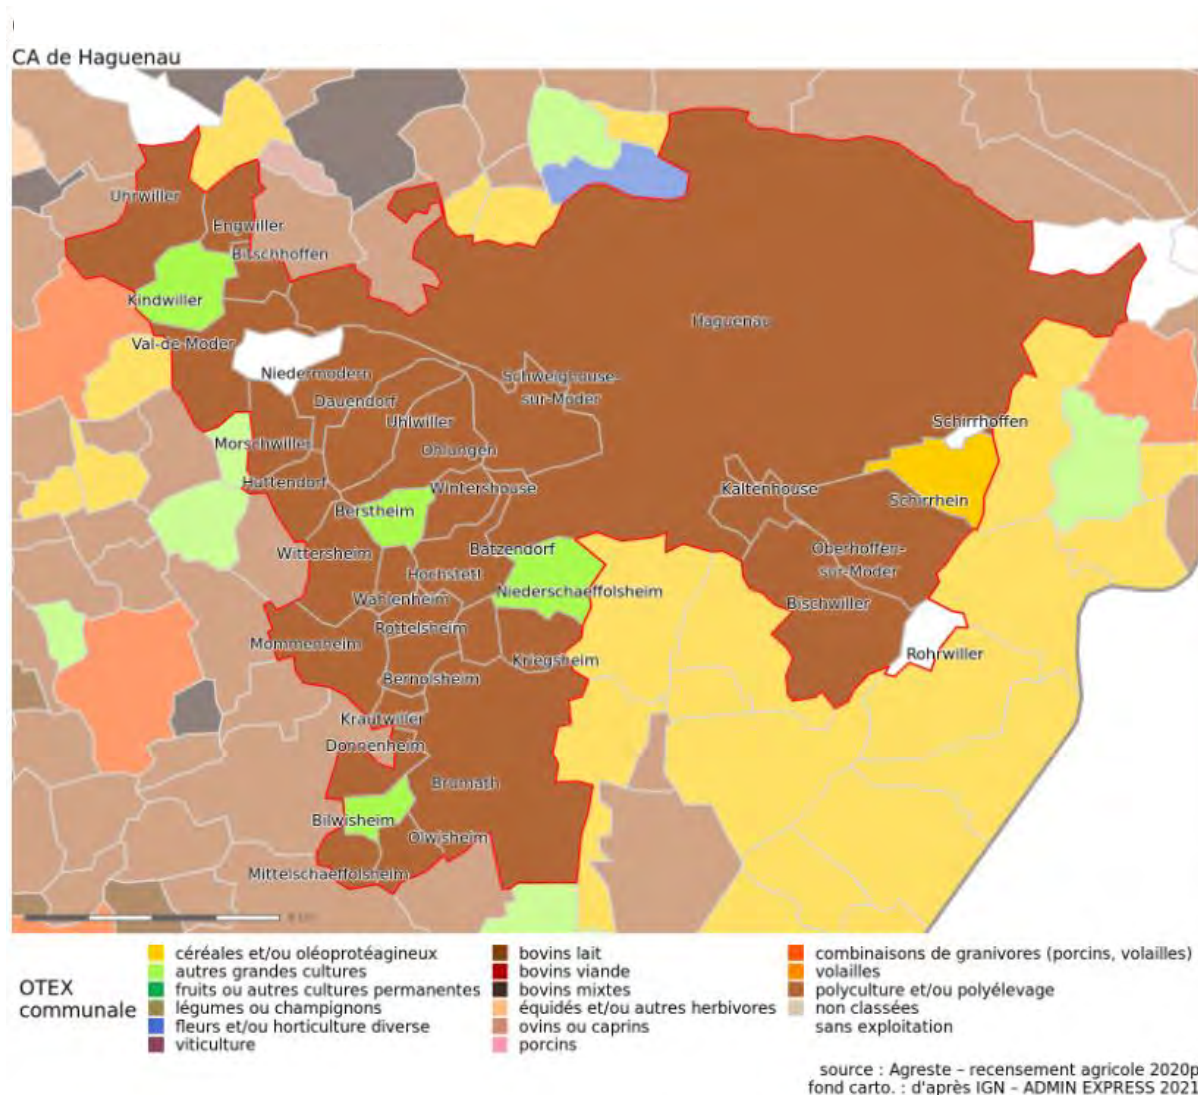 CA de Haguenau
Uhrwiller
Engwiller
Bitschhoffen
Kindwiller
Haguenau
Val-de-Moder
Niedermodern
Schweighouse-
sur-Moder
Dauendorf
Uhlwiller
Schirrhoffen
Morschwiller
Ohlungen
Huttendorf
Wintershouse
Kaltenhouse
Schirrhein
Berstheim
Wittersheim
Batzendorf
Oberhoffen-
sur-Moder
Hochstett
Niederschaeffolsheim
Wahlenheim
Bischwiller
Rottelsheim
Mommenheim
Kriegsheim
Rohrwiller
Bernolsheim
Krautwiller
Donnenheim
Brumath
Bilwisheim
Olwisheim
Mittelschaeffolsheim
OTEX
communale
céréales et/ou oléoprotéagineux
autres grandes cultures
fruits ou autres cultures permanentes
légumes ou champignons
fleurs et/ou horticulture diverse
viticulture
bovins lait
bovins viande
bovins mixtes
équidés et/ou autres herbivores
ovins ou caprins
porcins
combinaisons de granivores (porcins, volailles)
volailles
polyculture et/ou polyélevage
non classées
sans exploitation
source : Agreste – recensement agricole 2020p
fond carto. : d'après IGN – ADMIN EXPRESS 2021